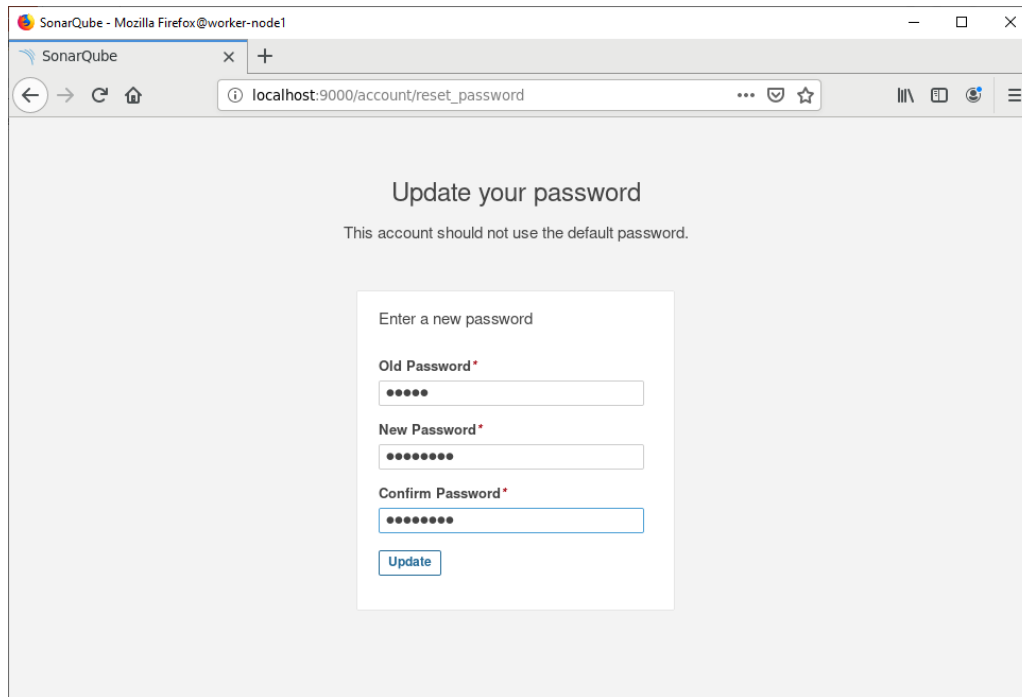 SonarQube - Mozilla Firefox@worker-node1
SonarQube
localhost:9000/account/reset_password
Update your password
This account should not use the default password.
Enter a new password
Old Password*
●●●●●
New Password*
●●●●●●●●
Confirm Password*
●●●●●●●●
Update